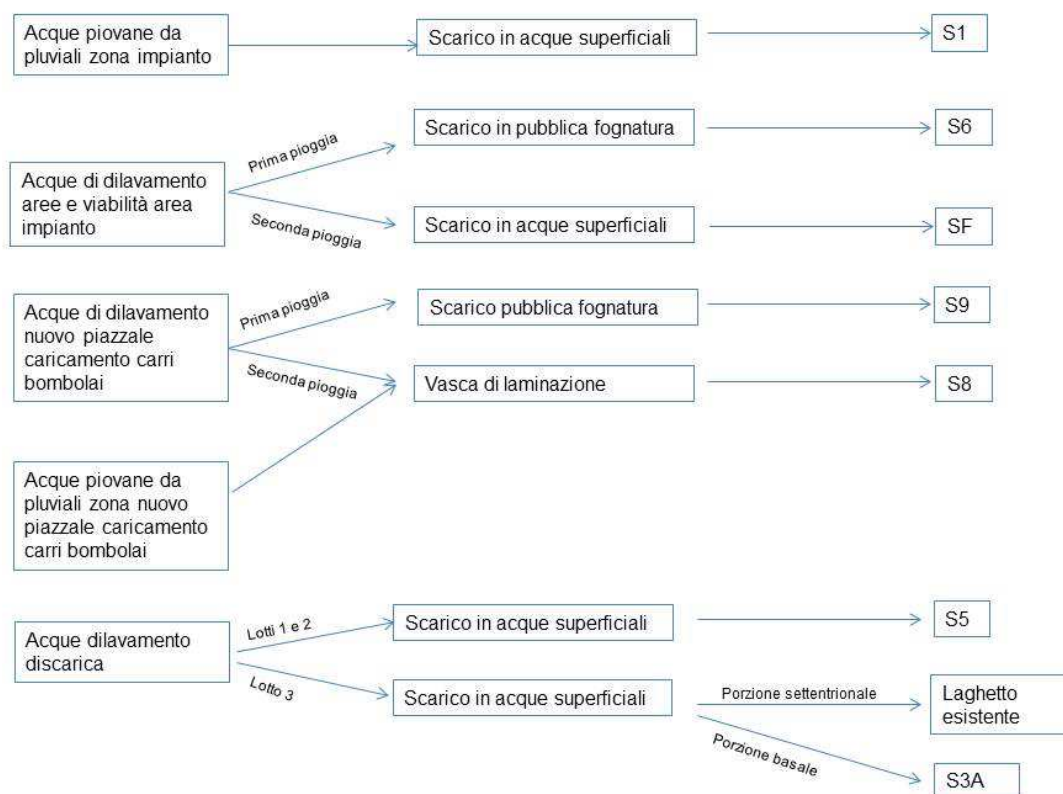 Acque piovane da
pluviali zona impianto
Scarico in acque superficiali
S1
Acque di dilavamento
aree e viabilità area
impianto
Prima pioggia
Scarico in pubblica fognatura
S6
Seconda pioggia
Scarico in acque superficiali
SF
Acque di dilavamento
nuovo piazzale
caricamento carri
bombolai
Prima pioggia
Scarico pubblica fognatura
S9
Seconda pioggia
Vasca di laminazione
S8
Acque piovane da
pluviali zona nuovo
piazzale caricamento
carri bombolai
Acque dilavamento
discarica
Lotti 1 e 2
Scarico in acque superficiali
S5
Lotto 3
Scarico in acque superficiali
Porzione settentrionale
Laghetto
esistente
Porzione basale
S3A